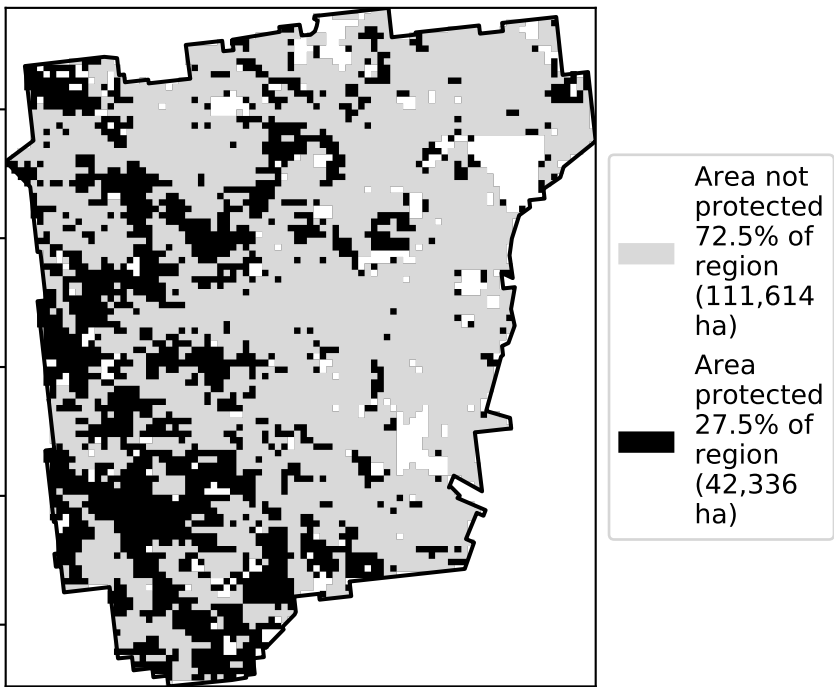 Area not
protected
72.5% of
region
(111,614
ha)
Area
protected
27.5% of
region
(42,336
ha)